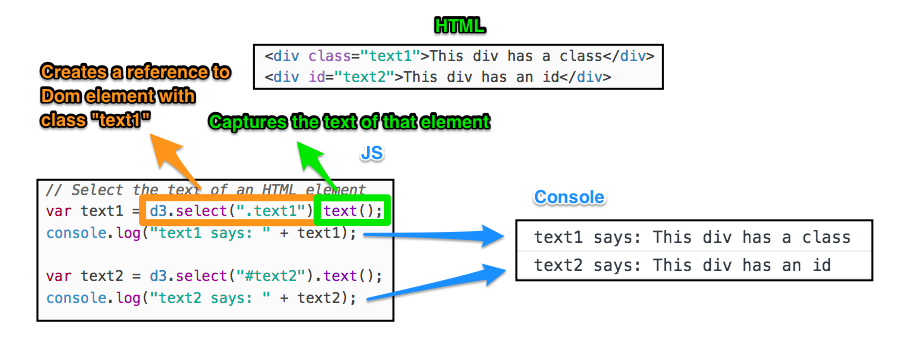 HTML
<div class="text1">This div has a class</div>
<div id="text2">This div has an id</div>
Creates a reference to
Dom element with
class "text1"
Captures the text of that element
JS
// Select the text of an HTML element
var text1 = d3.select(".text1").text();
console.log("text1 says: " + text1);
var text2 = d3.select("#text2").text();
console.log("text2 says: " + text2);
Console
text1 says: This div has a class
text2 says: This div has an id